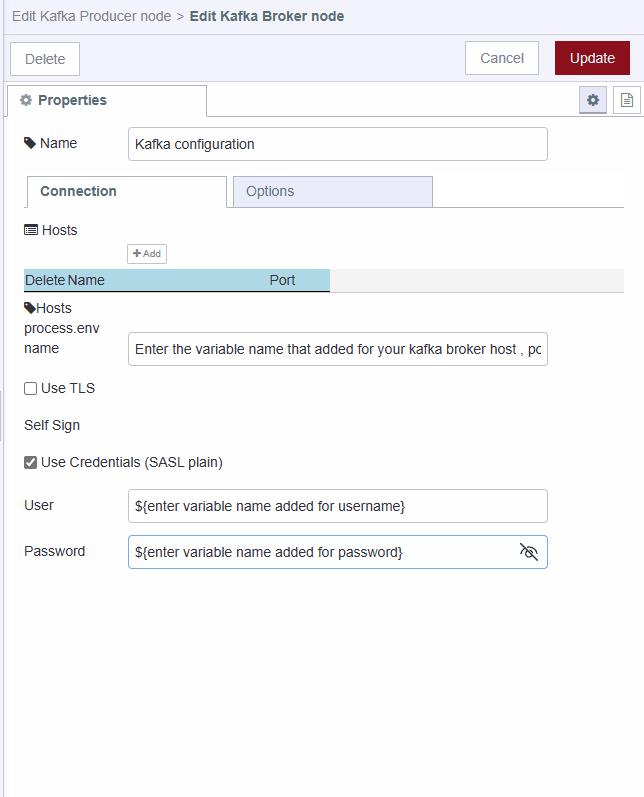 Edit Kafka Producer node > Edit Kafka Broker node
Delete Cancel Update
Properties
Name Kafka configuration
Connection Options
Hosts
+ Add
Delete Name Port
Hosts
process.env
name
Enter the variable name that added for your kafka broker host , pc
Use TLS
Self Sign
Use Credentials (SASL plain)
User ${enter variable name added for username}
Password ${enter variable name added for password}